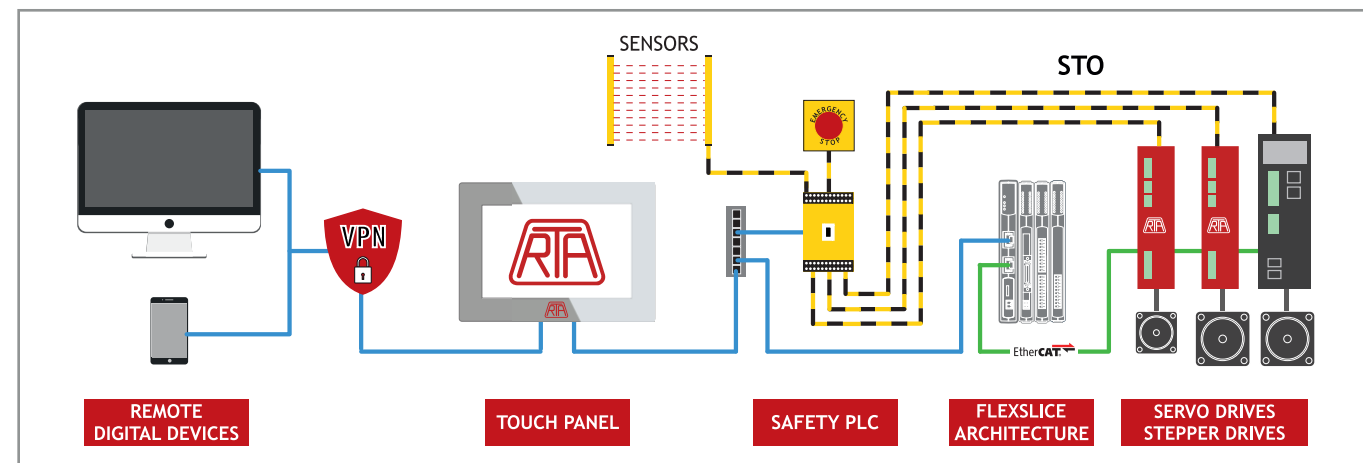 SENSORS
STO
EMERGENCY
STOP
VPN
RTA
RTA
RTA
RTA
EtherCAT
REMOTE
DIGITAL DEVICES
TOUCH PANEL
SAFETY PLC
FLEXSLICE
ARCHITECTURE
SERVO DRIVES
STEPPER DRIVES